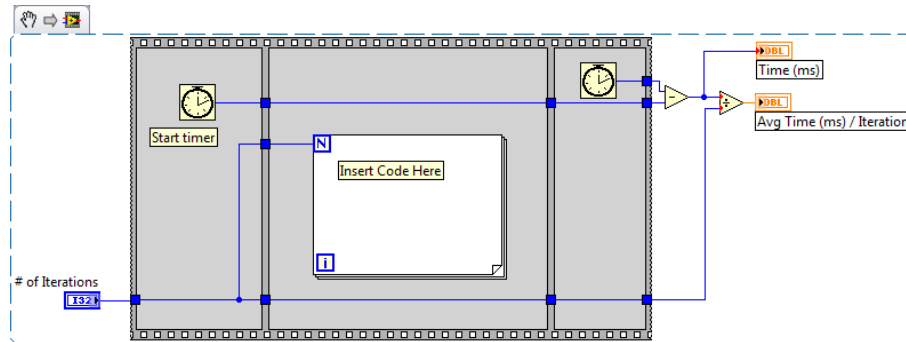 DBL
Time (ms)
Start timer
DBL
Avg Time (ms) / Iteration
N
Insert Code Here
i
# of Iterations
I32